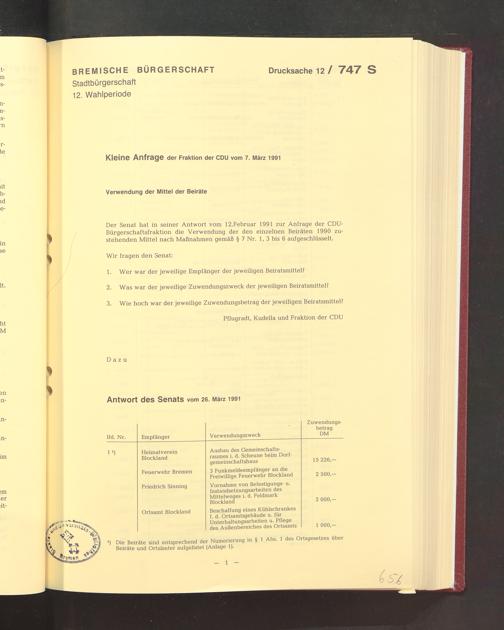 BREMISCHE BÜRGERSCHAFT
Drucksache 12 / 747 S
Stadtbürgerschaft
12. Wahlperiode
Kleine Anfrage der Fraktion der CDU vom 7. März 1991
Verwendung der Mittel der Beiräte
Der Senat hat in seiner Antwort vom 12.Februar 1991 zur Anfrage der CDU-
Bürgerschaftsfraktion die Verwendung der den einzelnen Beiräten 1990 zu-
stehenden Mittel nach Maßnahmen gemäß § 7 Nr. 1, 3 bis 6 aufgeschlüsselt.
Wir fragen den Senat:
1. Wer war der jeweilige Empfänger der jeweiligen Beiratsmittel?
2. Was war der jeweilige Zuwendungszweck der jeweiligen Beiratsmittel?
3. Wie hoch war der jeweilige Zuwendungsbetrag der jeweiligen Beiratsmittel?
Pflugradt, Kudella und Fraktion der CDU
Dazu
Antwort des Senats vom 26. März 1991
Zuwendungs-
betrag
lfd. Nr. Empfänger Verwendungszweck DM
1 ¹) Heimatverein Ausbau des Gemeinschafts-
Blockland raumes i. d. Scheune beim Dorf-
gemeinschaftshaus 15 226,—
Feuerwehr Bremen 3 Funkmeldeempfänger an die
Freiwillige Feuerwehr Blockland 2 500,—
Friedrich Sinning Vornahme von Befestigungs- u.
Instandsetzungsarbeiten des
Mittelweges i. d. Feldmark
Blockland 3 000,—
Ortsamt Blockland Beschaffung eines Kühlschrankes
i. d. Ortsamtsgebäude u. für
Unterhaltungsarbeiten u. Pflege
des Außenbereiches des Ortsamts 1 000,—
¹) Die Beiräte sind entsprechend der Numerierung in § 1 Abs. 1 des Ortsgesetzes über
Beiräte und Ortsämter aufgelistet (Anlage 1).
— 1 —
656